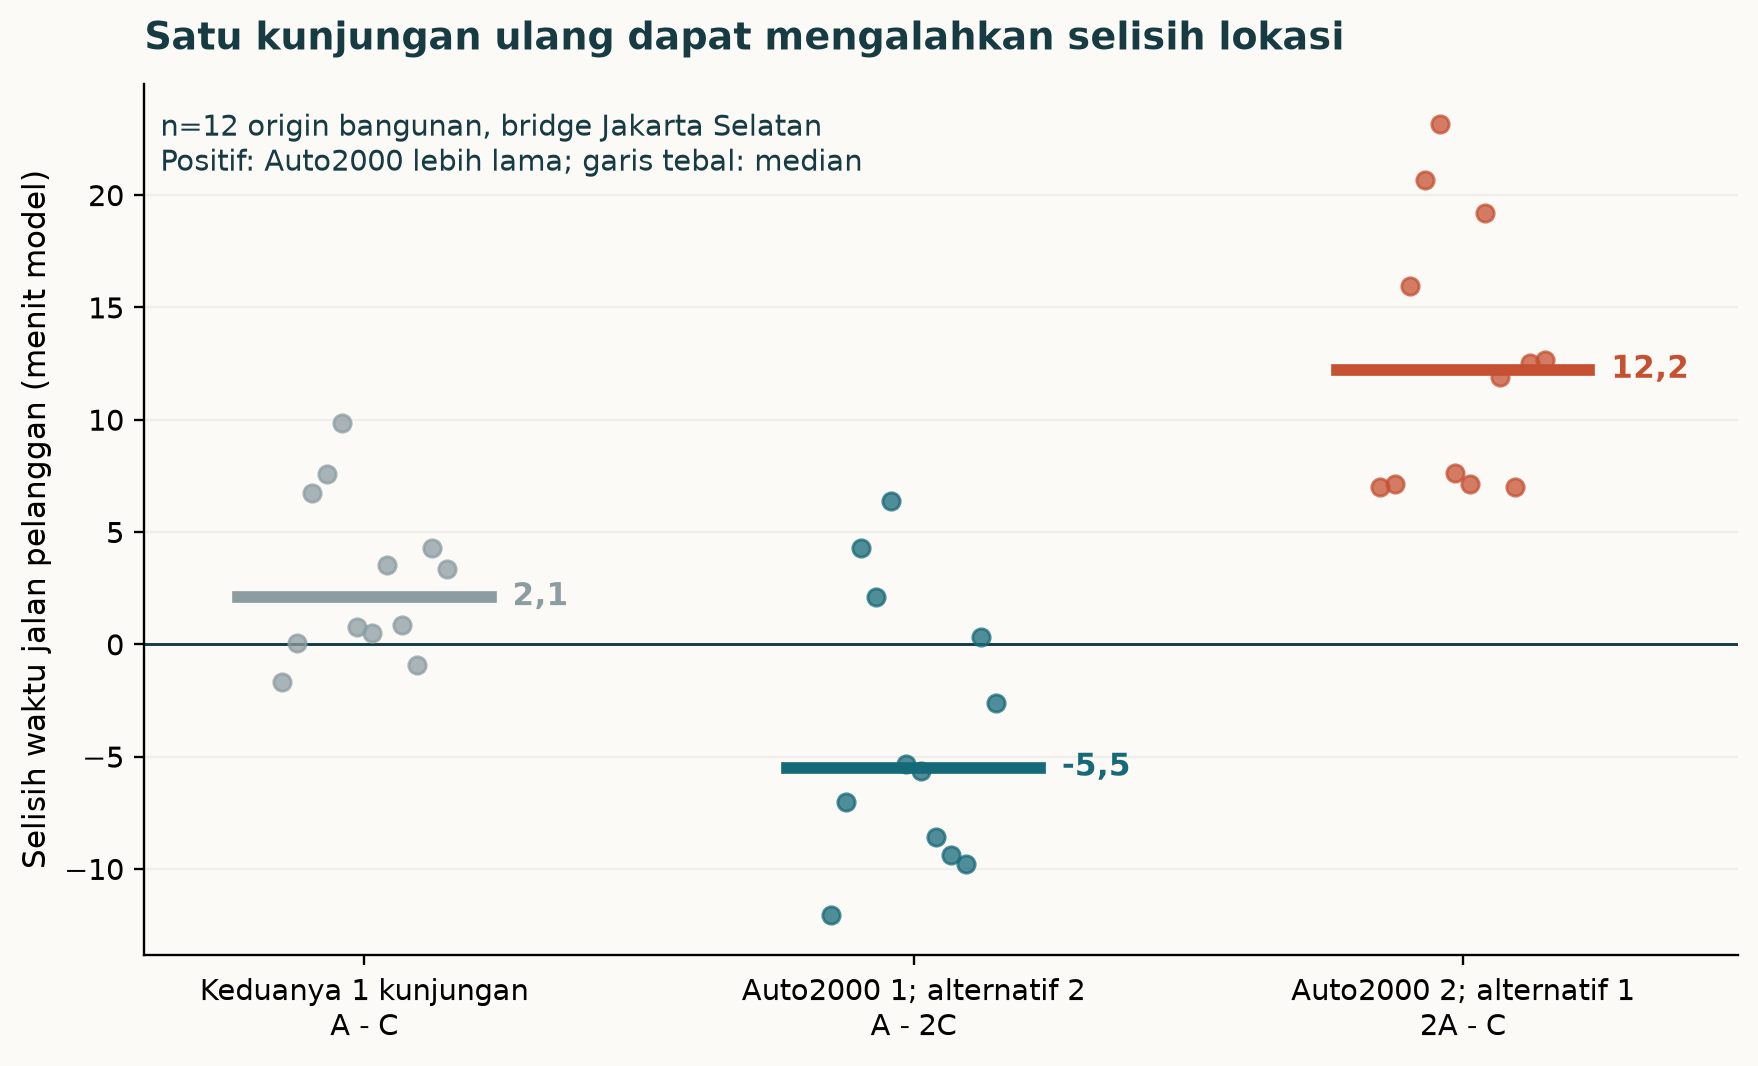 Satu kunjungan ulang dapat mengalahkan selisih lokasi
n=12 origin bangunan, bridge Jakarta Selatan
Positif: Auto2000 lebih lama; garis tebal: median
Selisih waktu jalan pelanggan (menit model)
20
15
10
5
0
−5
−10
2,1
-5,5
12,2
Keduanya 1 kunjungan
A - C
Auto2000 1; alternatif 2
A - 2C
Auto2000 2; alternatif 1
2A - C